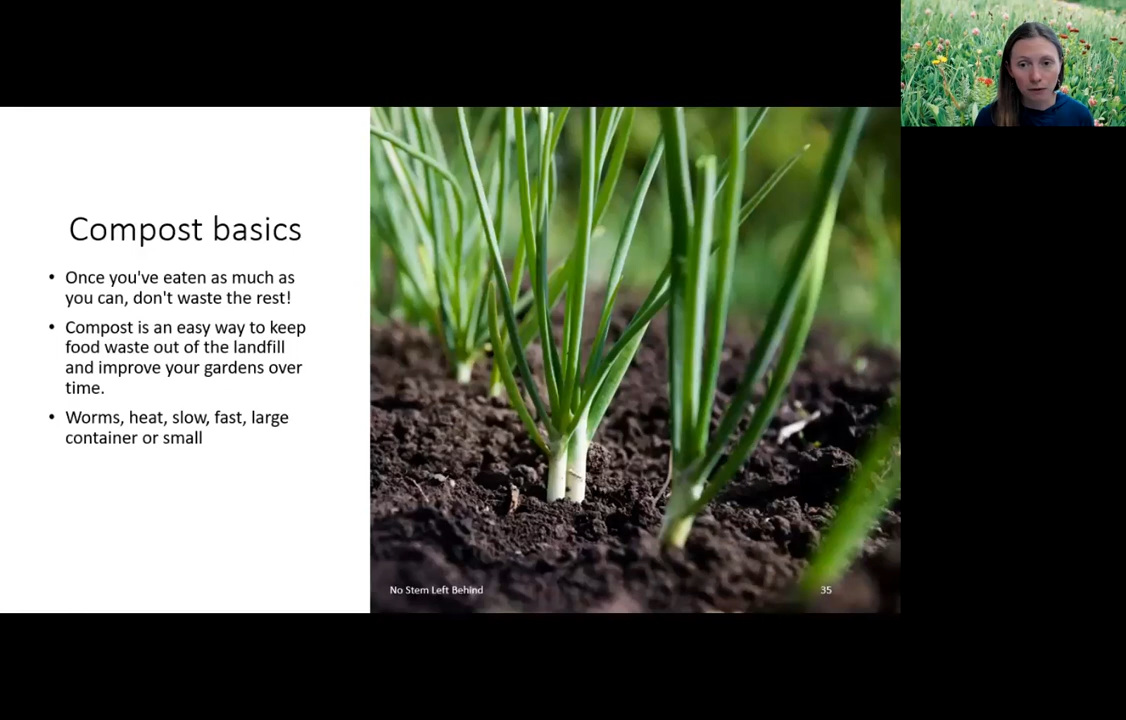 Compost basics
• Once you've eaten as much as
you can, don't waste the rest!
• Compost is an easy way to keep
food waste out of the landfill
and improve your gardens over
time.
• Worms, heat, slow, fast, large
container or small
No Stem Left Behind
35